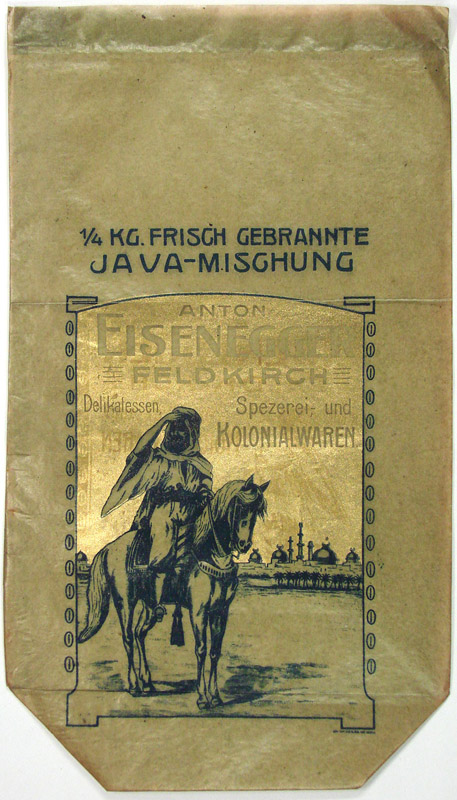 1/4 KG. FRISCH GEBRANNTE
JAVA-MISCHUNG
ANTON
EISENEGGER
FELDKIRCH
Delikatessen, Spezerei- und
KOLONIALWAREN.